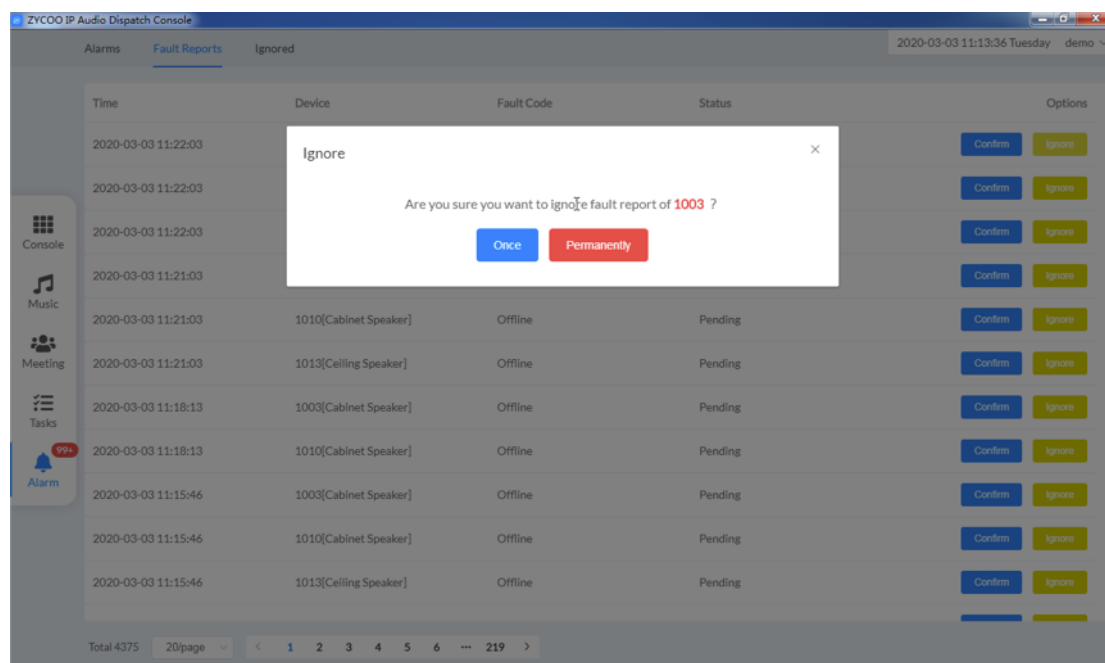 ZYCOO IP Audio Dispatch Console
Alarms Fault Reports Ignored 2020-03-03 11:13:36 Tuesday demo
Time Device Fault Code Status Options
2020-03-03 11:22:03 Confirm Ignore
Ignore
2020-03-03 11:22:03 Confirm Ignore
Are you sure you want to ignore fault report of 1003 ?
Console
2020-03-03 11:22:03 Confirm Ignore
Once Permanently
2020-03-03 11:21:03 Confirm Ignore
Music
2020-03-03 11:21:03 1010[Cabinet Speaker] Offline Pending Confirm Ignore
Meeting
2020-03-03 11:21:03 1013[Ceiling Speaker] Offline Pending Confirm Ignore
2020-03-03 11:18:13 1003[Cabinet Speaker] Offline Pending Confirm Ignore
Tasks
99+
2020-03-03 11:18:13 1010[Cabinet Speaker] Offline Pending Confirm Ignore
Alarm
2020-03-03 11:15:46 1003[Cabinet Speaker] Offline Pending Confirm Ignore
2020-03-03 11:15:46 1010[Cabinet Speaker] Offline Pending Confirm Ignore
2020-03-03 11:15:46 1013[Ceiling Speaker] Offline Pending Confirm Ignore
Total 4375 20/page < 1 2 3 4 5 6 ... 219 >